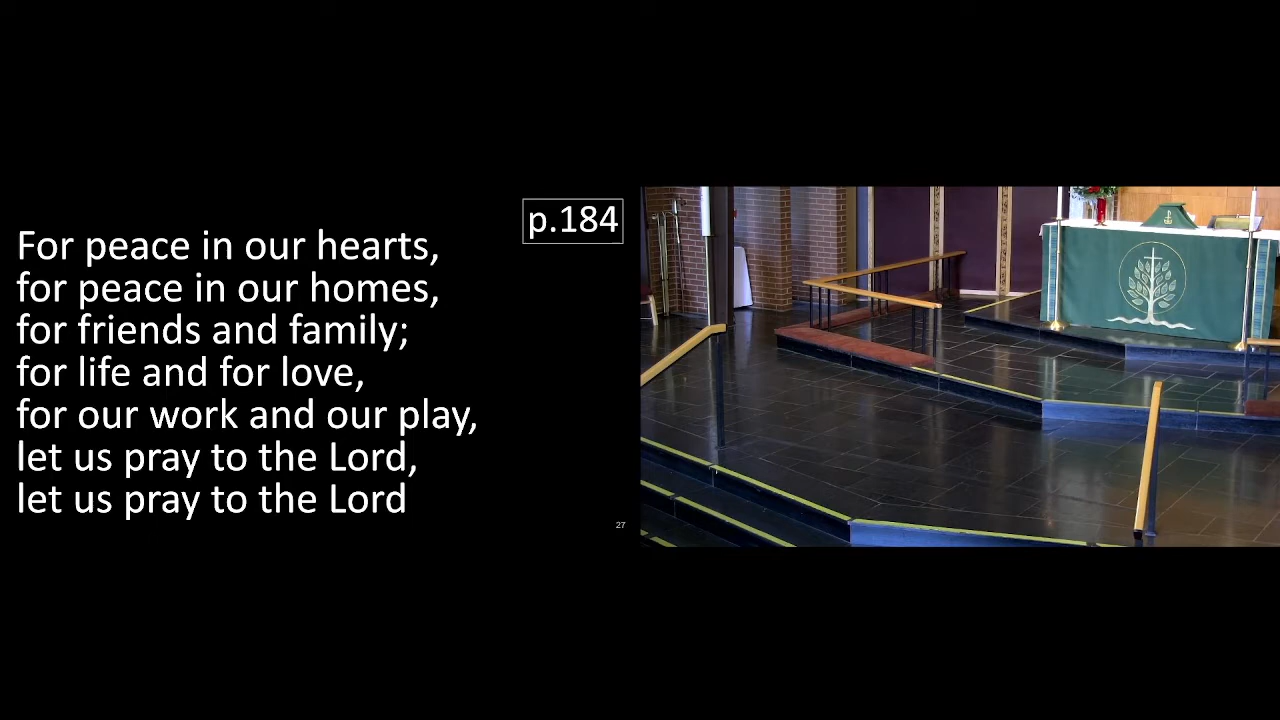 p.184
For peace in our hearts,
for peace in our homes,
for friends and family;
for life and for love,
for our work and our play,
let us pray to the Lord,
let us pray to the Lord
27